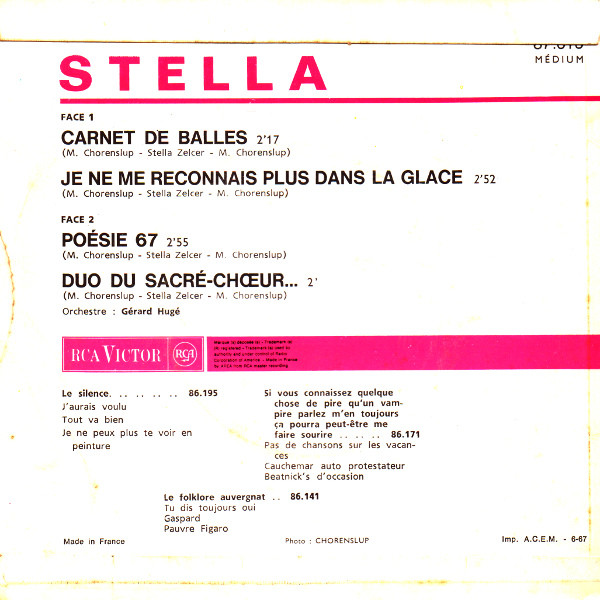 MÉDIUM
STELLA
FACE 1
CARNET DE BALLES 2'17
(M. Chorenslup - Stella Zelcer - M. Chorenslup)
JE NE ME RECONNAIS PLUS DANS LA GLACE 2'52
(M. Chorenslup - Stella Zelcer - M. Chorenslup)
FACE 2
POÉSIE 67 2'55
(M. Chorenslup - Stella Zelcer - M. Chorenslup)
DUO DU SACRÉ-CHŒUR... 2'
(M. Chorenslup - Stella Zelcer - M. Chorenslup)
Orchestre : Gérard Hugé
RCA VICTOR RCA
Le silence. . . . . . . 86.195
J'aurais voulu
Tout va bien
Je ne peux plus te voir en
peinture
Si vous connaissez quelque
chose de pire qu'un vam-
pire parlez m'en toujours
ça pourra peut-être me
faire sourire . . . . . 86.171
Pas de chansons sur les vacan-
ces
Cauchemar auto protestateur
Beatnick's d'occasion
Le folklore auvergnat . . 86.141
Tu dis toujours oui
Gaspard
Pauvre Figaro
Made in France
Photo : CHORENSLUP
Imp. A.C.E.M. - 6-67